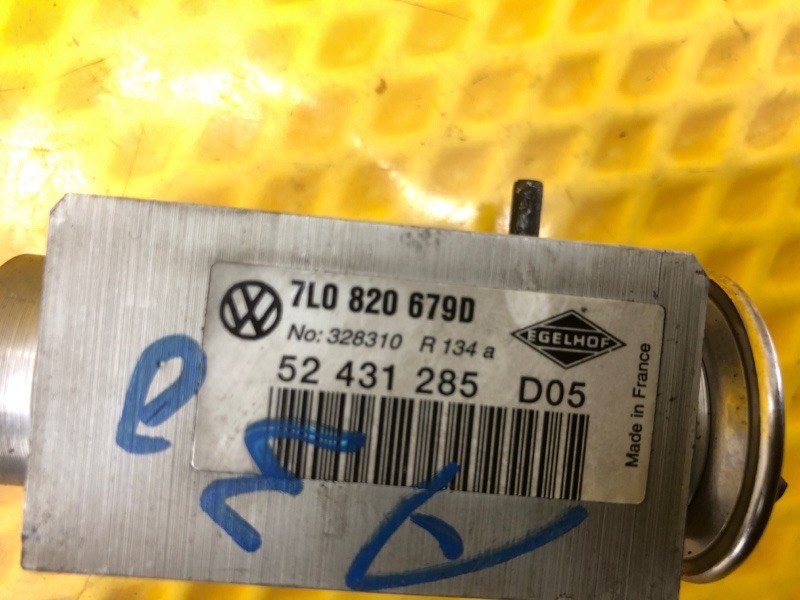 7L0 820 679D
No: 328310 R 134 a
EGELHOF
52 431 285 D05
Made in France